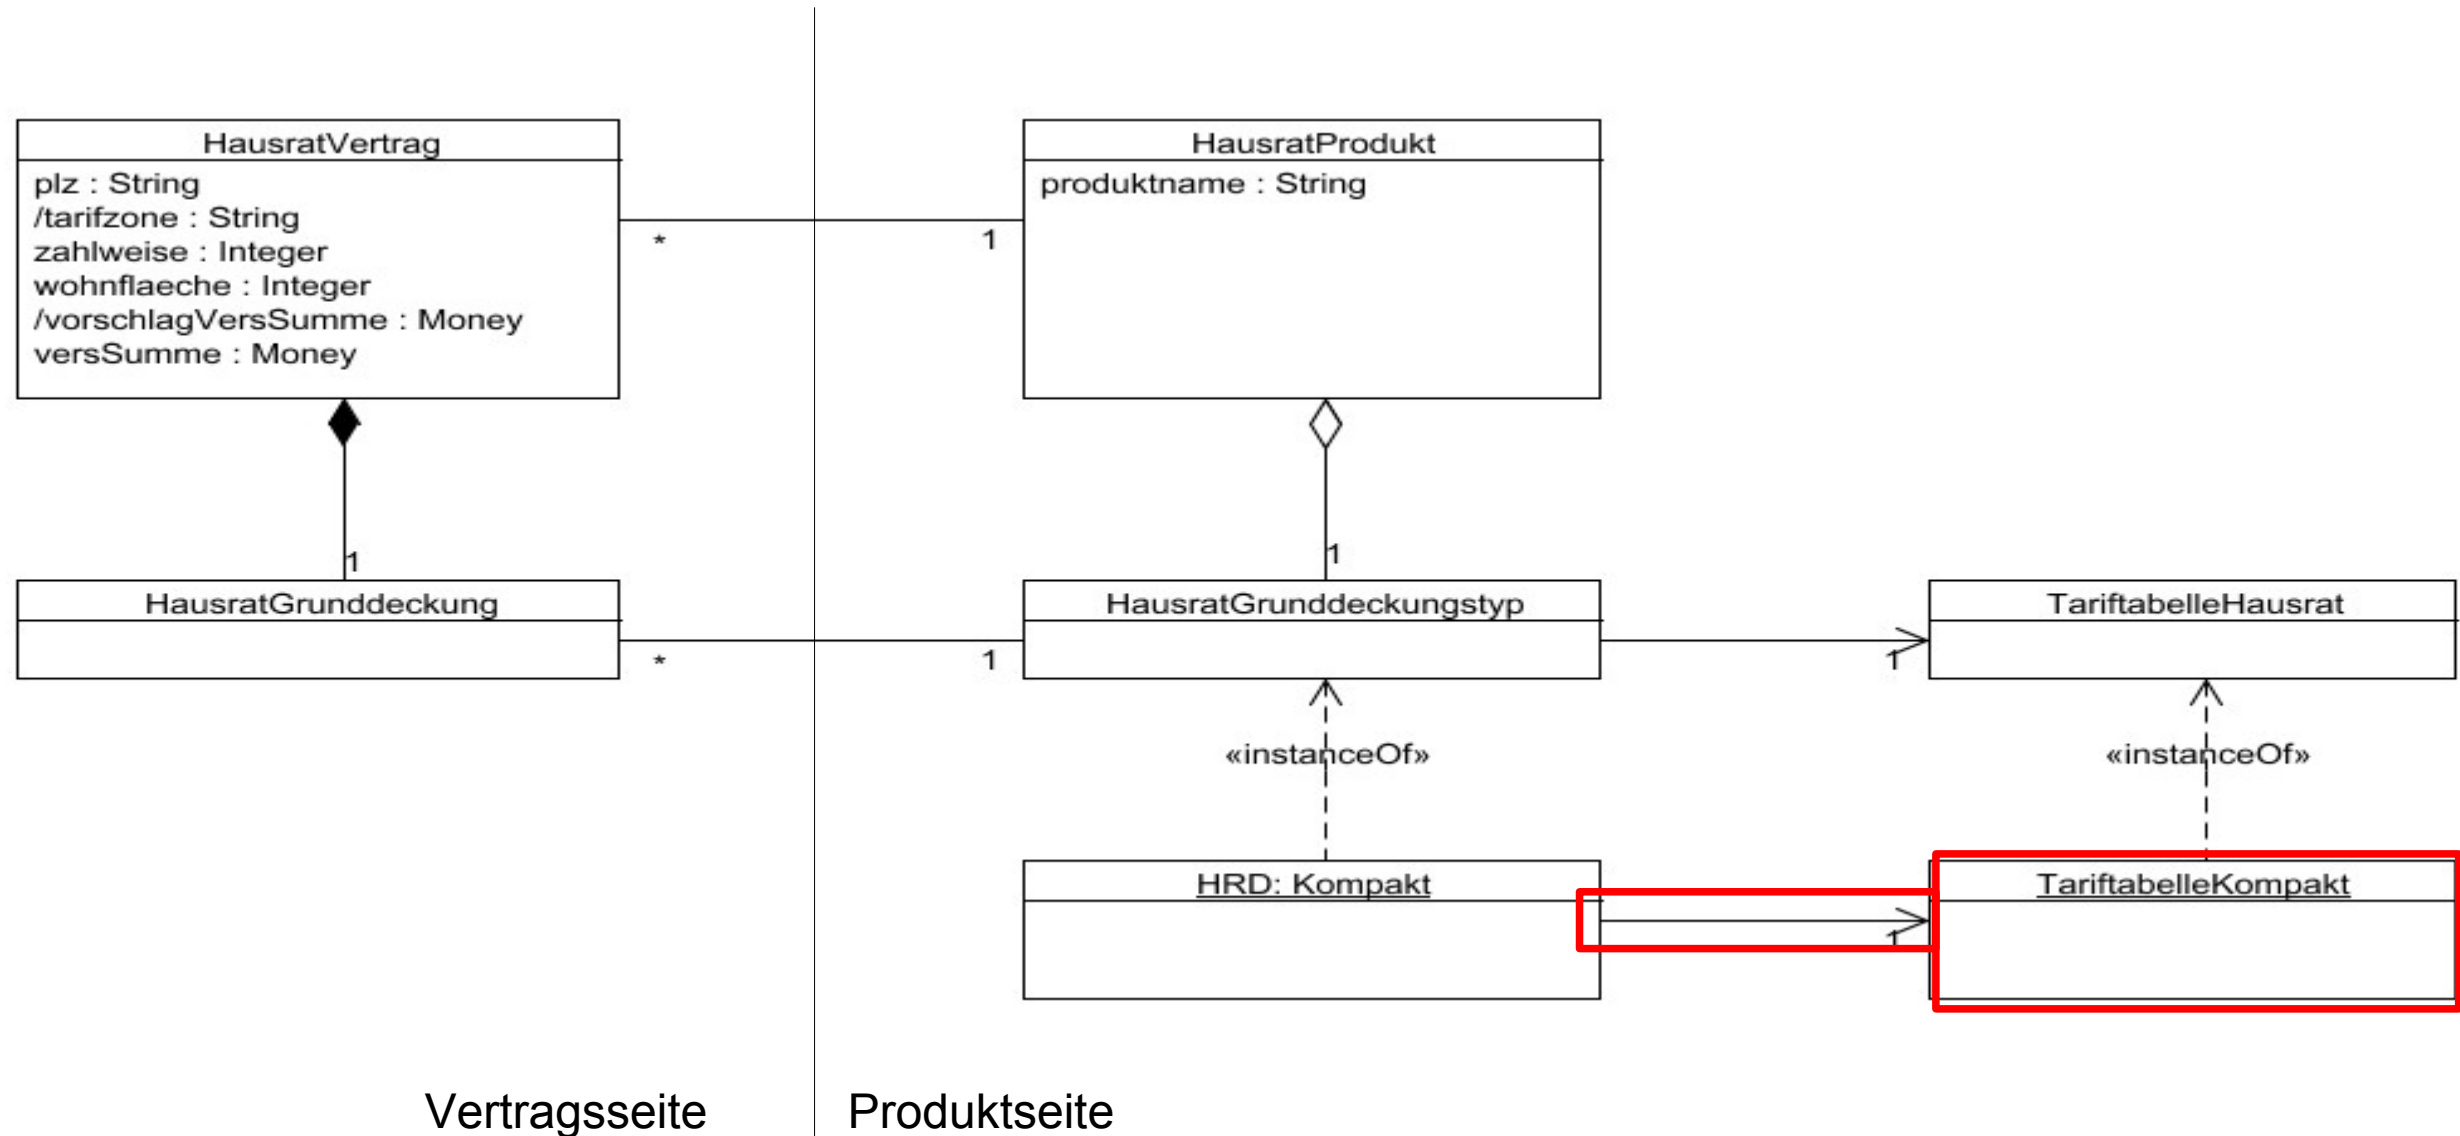 HausratVertrag
plz : String
/tarifzone : String
zahlweise : Integer
wohnflaeche : Integer
/vorschlagVersSumme : Money
versSumme : Money
HausratProdukt
produktname : String
*
1
1
1
HausratGrunddeckung
*
1
HausratGrunddeckungstyp
1
TariftabelleHausrat
«instanceOf»
«instanceOf»
HRD: Kompakt
1
TariftabelleKompakt
Vertragsseite
Produktseite